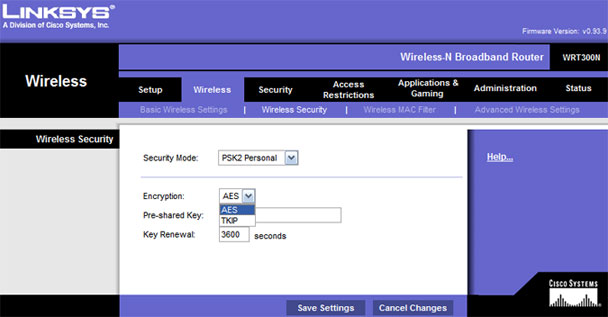 LINKSYS
A Division of Cisco Systems, Inc.
Firmware Version: v0.93.9
Wireless-N Broadband Router WRT300N
Wireless
Setup Wireless Security Access Restrictions Applications & Gaming Administration Status
Basic Wireless Settings | Wireless Security | Wireless MAC Filter | Advanced Wireless Settings
Wireless Security
Security Mode: PSK2 Personal
Help...
Encryption: AES
AES
TKIP
Pre-shared Key:
Key Renewal: 3600 seconds
CISCO SYSTEMS
Save Settings Cancel Changes